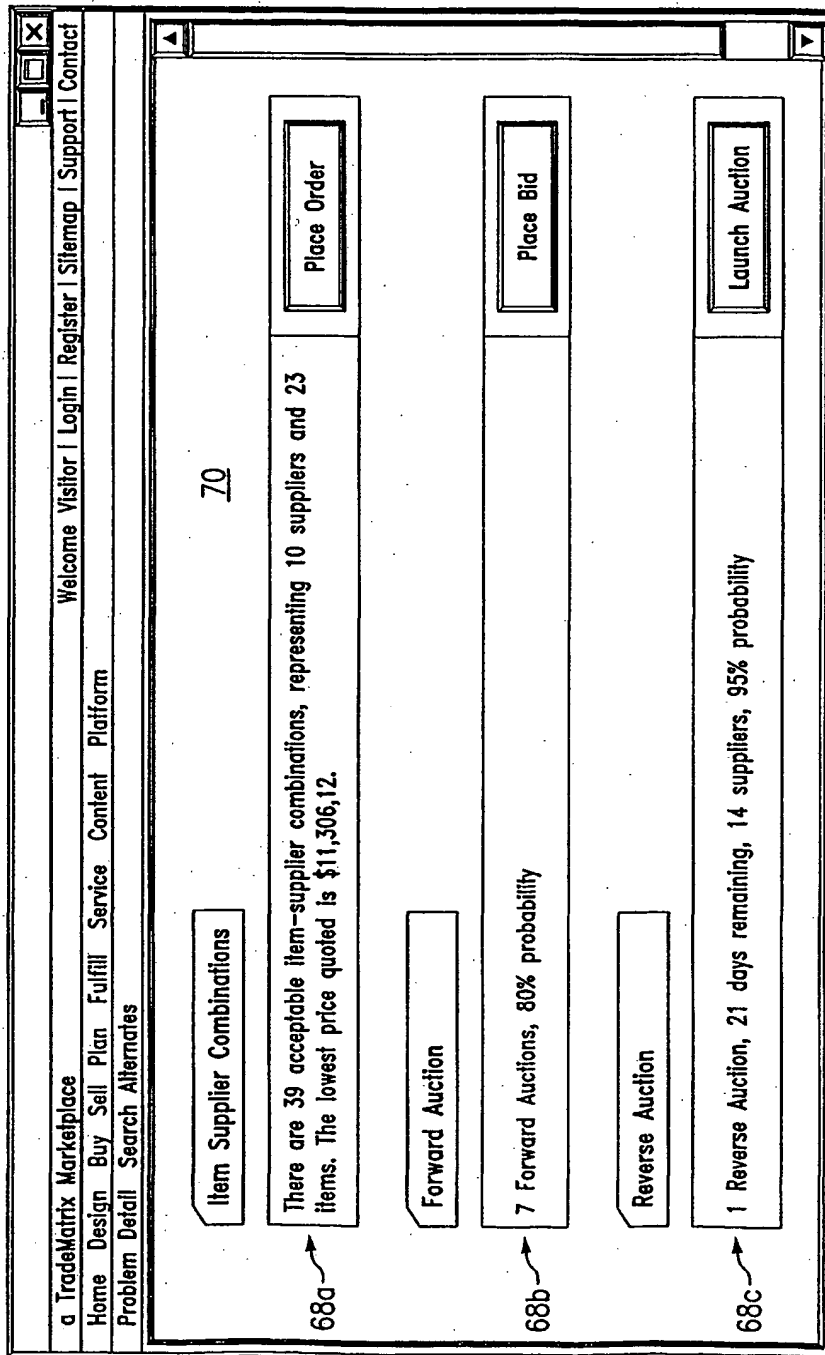 a TradeMatrix Marketplace
Welcome Visitor | Login | Register | Sitemap | Support | Contact
Home Design Buy Sell Plan Fulfill Service Content Platform
Problem Detail Search Alternates
70
Item Supplier Combinations
68a
There are 39 acceptable item-supplier combinations, representing 10 suppliers and 23
items. The lowest price quoted is $11,306,12.
Place Order
Forward Auction
68b
7 Forward Auctions, 80% probability
Place Bid
Reverse Auction
68c
1 Reverse Auction, 21 days remaining, 14 suppliers, 95% probability
Launch Auction